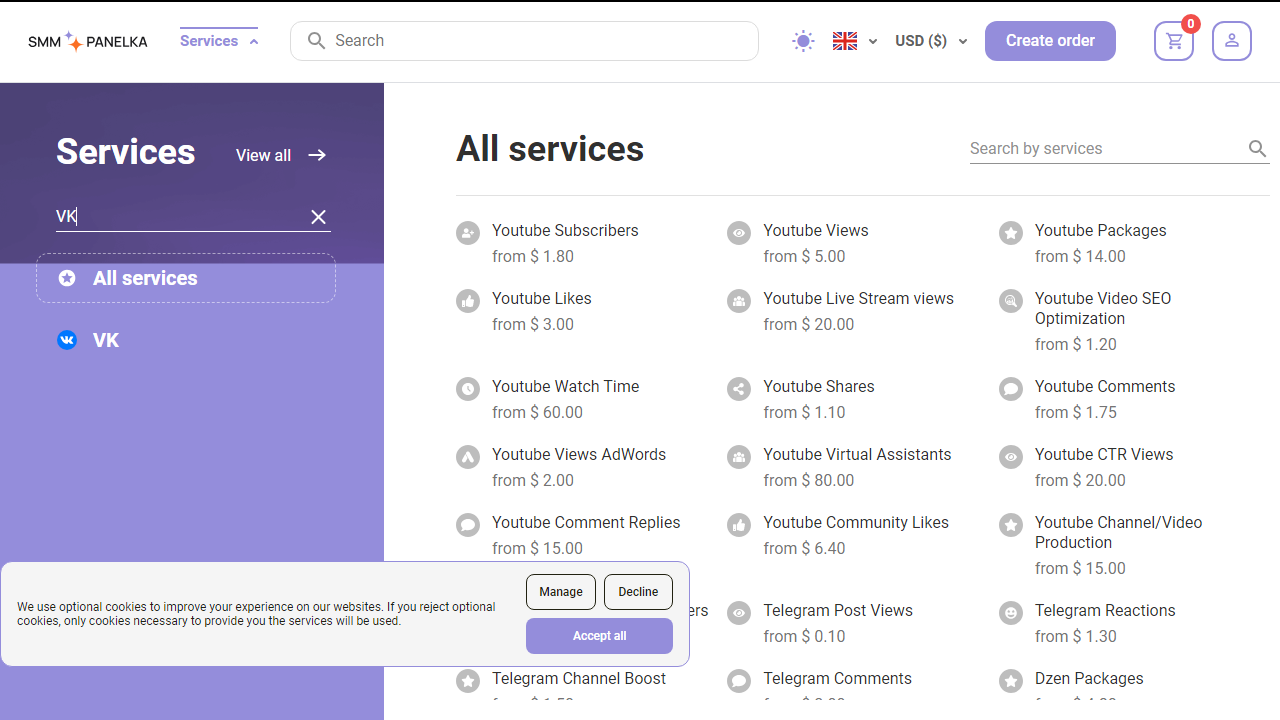 SMM PANELKA
Services
Search
USD ($)
Create order
0
Services
View all
VK
All services
VK
All services
Search by services
Youtube Subscribers
from $ 1.80
Youtube Views
from $ 5.00
Youtube Packages
from $ 14.00
Youtube Likes
from $ 3.00
Youtube Live Stream views
from $ 20.00
Youtube Video SEO
Optimization
from $ 1.20
Youtube Watch Time
from $ 60.00
Youtube Shares
from $ 1.10
Youtube Comments
from $ 1.75
Youtube Views AdWords
from $ 2.00
Youtube Virtual Assistants
from $ 80.00
Youtube CTR Views
from $ 20.00
Youtube Comment Replies
from $ 15.00
Youtube Community Likes
from $ 6.40
Youtube Channel/Video
Production
from $ 15.00
Telegram Post Views
from $ 0.10
Telegram Reactions
from $ 1.30
Telegram Channel Boost
Telegram Comments
Dzen Packages
We use optional cookies to improve your experience on our websites. If you reject optional
cookies, only cookies necessary to provide you the services will be used.
Manage
Decline
Accept all